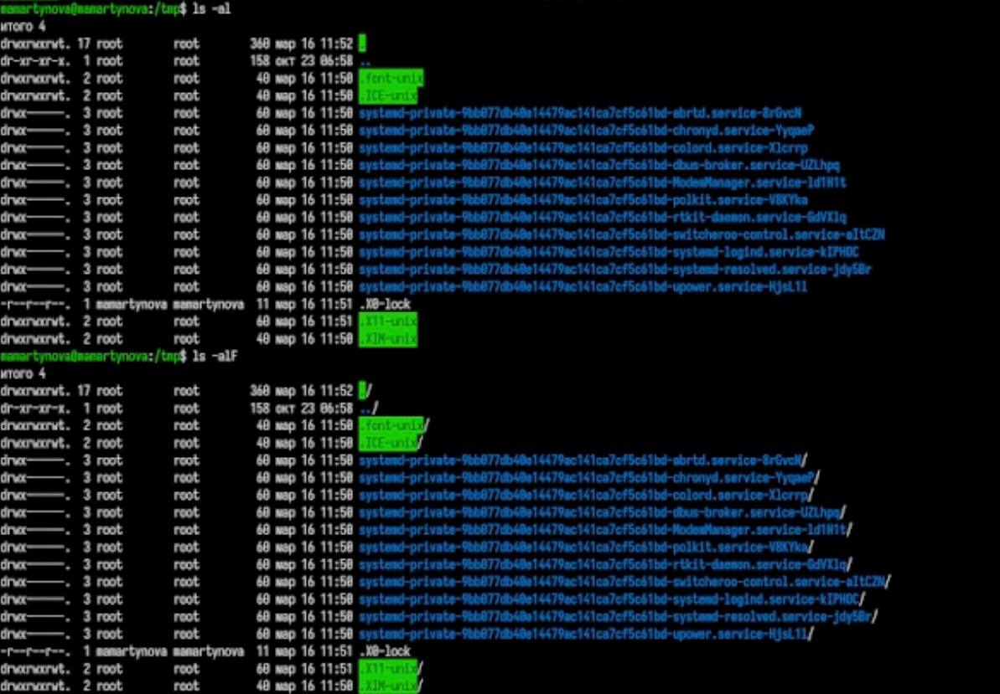 mamartynova@mamartynova:/tmp$ ls -al
итого 4
drwxrwxrwt. 17 root        root        360 мар 16 11:52 .
dr-xr-xr-x.  1 root        root        158 окт 23 06:58 ..
drwxrwxrwt.  2 root        root         40 мар 16 11:50 .font-unix
drwxrwxrwt.  2 root        root         40 мар 16 11:50 .ICE-unix
drwx------.  3 root        root         60 мар 16 11:50 systemd-private-9bb077db40e14479ac141ca7cf5c61bd-abrtd.service-8rGvcN
drwx------.  3 root        root         60 мар 16 11:50 systemd-private-9bb077db40e14479ac141ca7cf5c61bd-chronyd.service-YyqaeP
drwx------.  3 root        root         60 мар 16 11:50 systemd-private-9bb077db40e14479ac141ca7cf5c61bd-colord.service-Xlcrrp
drwx------.  3 root        root         60 мар 16 11:50 systemd-private-9bb077db40e14479ac141ca7cf5c61bd-dbus-broker.service-UZLhpq
drwx------.  3 root        root         60 мар 16 11:50 systemd-private-9bb077db40e14479ac141ca7cf5c61bd-ModemManager.service-ld1H1t
drwx------.  3 root        root         60 мар 16 11:50 systemd-private-9bb077db40e14479ac141ca7cf5c61bd-polkit.service-V8KYka
drwx------.  3 root        root         60 мар 16 11:50 systemd-private-9bb077db40e14479ac141ca7cf5c61bd-rtkit-daemon.service-GdVXlq
drwx------.  3 root        root         60 мар 16 11:50 systemd-private-9bb077db40e14479ac141ca7cf5c61bd-switcheroo-control.service-aItCZN
drwx------.  3 root        root         60 мар 16 11:50 systemd-private-9bb077db40e14479ac141ca7cf5c61bd-systemd-logind.service-kIPHOC
drwx------.  3 root        root         60 мар 16 11:50 systemd-private-9bb077db40e14479ac141ca7cf5c61bd-systemd-resolved.service-jdy5Br
drwx------.  3 root        root         60 мар 16 11:50 systemd-private-9bb077db40e14479ac141ca7cf5c61bd-upower.service-HjsL1l
-r--r--r--.  1 mamartynova mamartynova  11 мар 16 11:51 .X0-lock
drwxrwxrwt.  2 root        root         60 мар 16 11:51 .X11-unix
drwxrwxrwt.  2 root        root         40 мар 16 11:50 .XIM-unix
mamartynova@mamartynova:/tmp$ ls -alF
итого 4
drwxrwxrwt. 17 root        root        360 мар 16 11:52 ./
dr-xr-xr-x.  1 root        root        158 окт 23 06:58 ../
drwxrwxrwt.  2 root        root         40 мар 16 11:50 .font-unix/
drwxrwxrwt.  2 root        root         40 мар 16 11:50 .ICE-unix/
drwx------.  3 root        root         60 мар 16 11:50 systemd-private-9bb077db40e14479ac141ca7cf5c61bd-abrtd.service-8rGvcN/
drwx------.  3 root        root         60 мар 16 11:50 systemd-private-9bb077db40e14479ac141ca7cf5c61bd-chronyd.service-YyqaeP/
drwx------.  3 root        root         60 мар 16 11:50 systemd-private-9bb077db40e14479ac141ca7cf5c61bd-colord.service-Xlcrrp/
drwx------.  3 root        root         60 мар 16 11:50 systemd-private-9bb077db40e14479ac141ca7cf5c61bd-dbus-broker.service-UZLhpq/
drwx------.  3 root        root         60 мар 16 11:50 systemd-private-9bb077db40e14479ac141ca7cf5c61bd-ModemManager.service-ld1H1t/
drwx------.  3 root        root         60 мар 16 11:50 systemd-private-9bb077db40e14479ac141ca7cf5c61bd-polkit.service-V8KYka/
drwx------.  3 root        root         60 мар 16 11:50 systemd-private-9bb077db40e14479ac141ca7cf5c61bd-rtkit-daemon.service-GdVXlq/
drwx------.  3 root        root         60 мар 16 11:50 systemd-private-9bb077db40e14479ac141ca7cf5c61bd-switcheroo-control.service-aItCZN/
drwx------.  3 root        root         60 мар 16 11:50 systemd-private-9bb077db40e14479ac141ca7cf5c61bd-systemd-logind.service-kIPHOC/
drwx------.  3 root        root         60 мар 16 11:50 systemd-private-9bb077db40e14479ac141ca7cf5c61bd-systemd-resolved.service-jdy5Br/
drwx------.  3 root        root         60 мар 16 11:50 systemd-private-9bb077db40e14479ac141ca7cf5c61bd-upower.service-HjsL1l/
-r--r--r--.  1 mamartynova mamartynova  11 мар 16 11:51 .X0-lock
drwxrwxrwt.  2 root        root         60 мар 16 11:51 .X11-unix/
drwxrwxrwt.  2 root        root         40 мар 16 11:50 .XIM-unix/